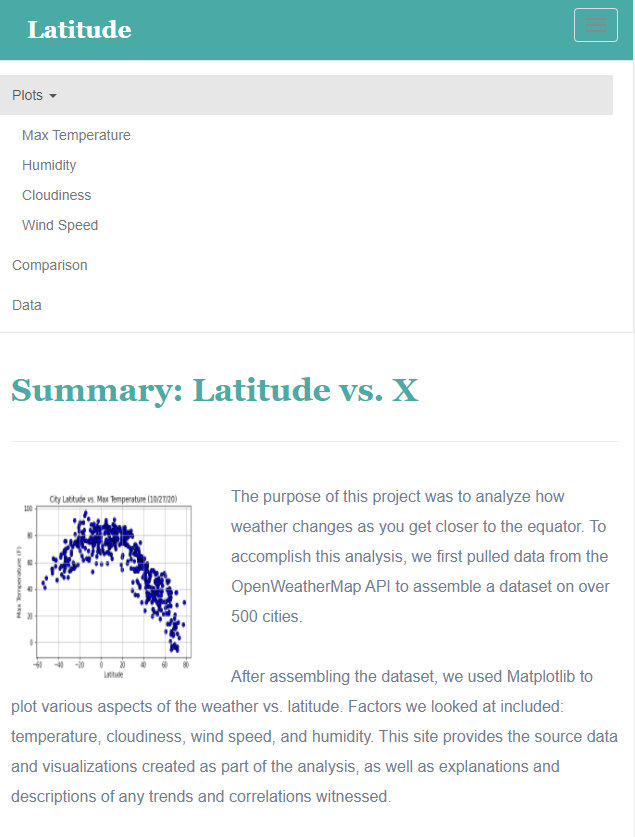 Latitude
Plots
Max Temperature
Humidity
Cloudiness
Wind Speed
Comparison
Data
Summary: Latitude vs. X
City Latitude vs. Max Temperature (10/27/20)
Max Temperature (F)
100
80
60
40
20
0
-60 -40 -20 0 20 40 60 80
Latitude
The purpose of this project was to analyze how
weather changes as you get closer to the equator. To
accomplish this analysis, we first pulled data from the
OpenWeatherMap API to assemble a dataset on over
500 cities.
After assembling the dataset, we used Matplotlib to
plot various aspects of the weather vs. latitude. Factors we looked at included:
temperature, cloudiness, wind speed, and humidity. This site provides the source data
and visualizations created as part of the analysis, as well as explanations and
descriptions of any trends and correlations witnessed.